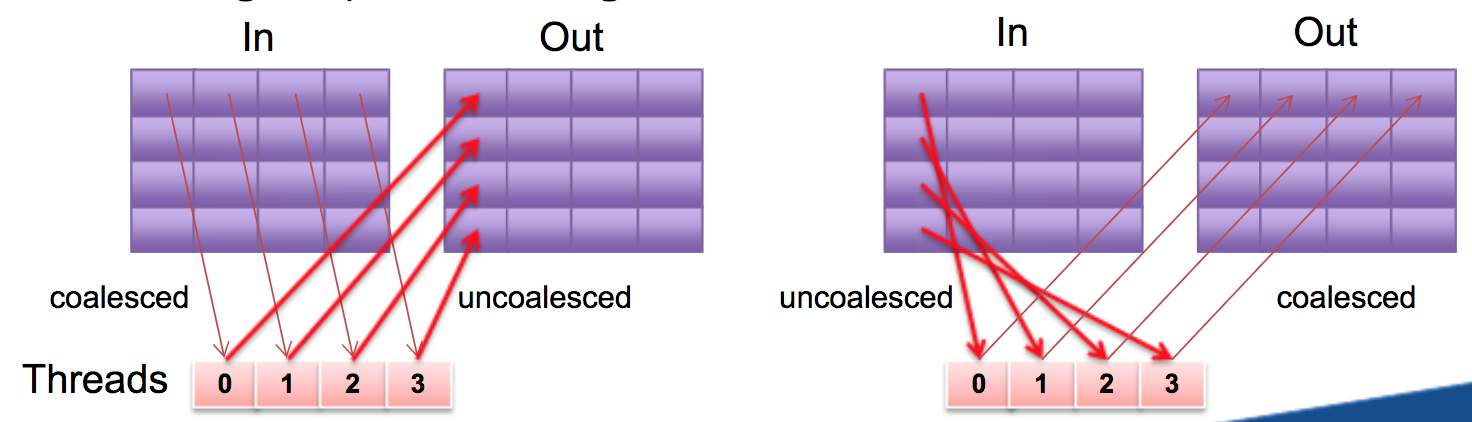 In Out In Out
coalesced uncoalesced uncoalesced coalesced
Threads 0 1 2 3 0 1 2 3